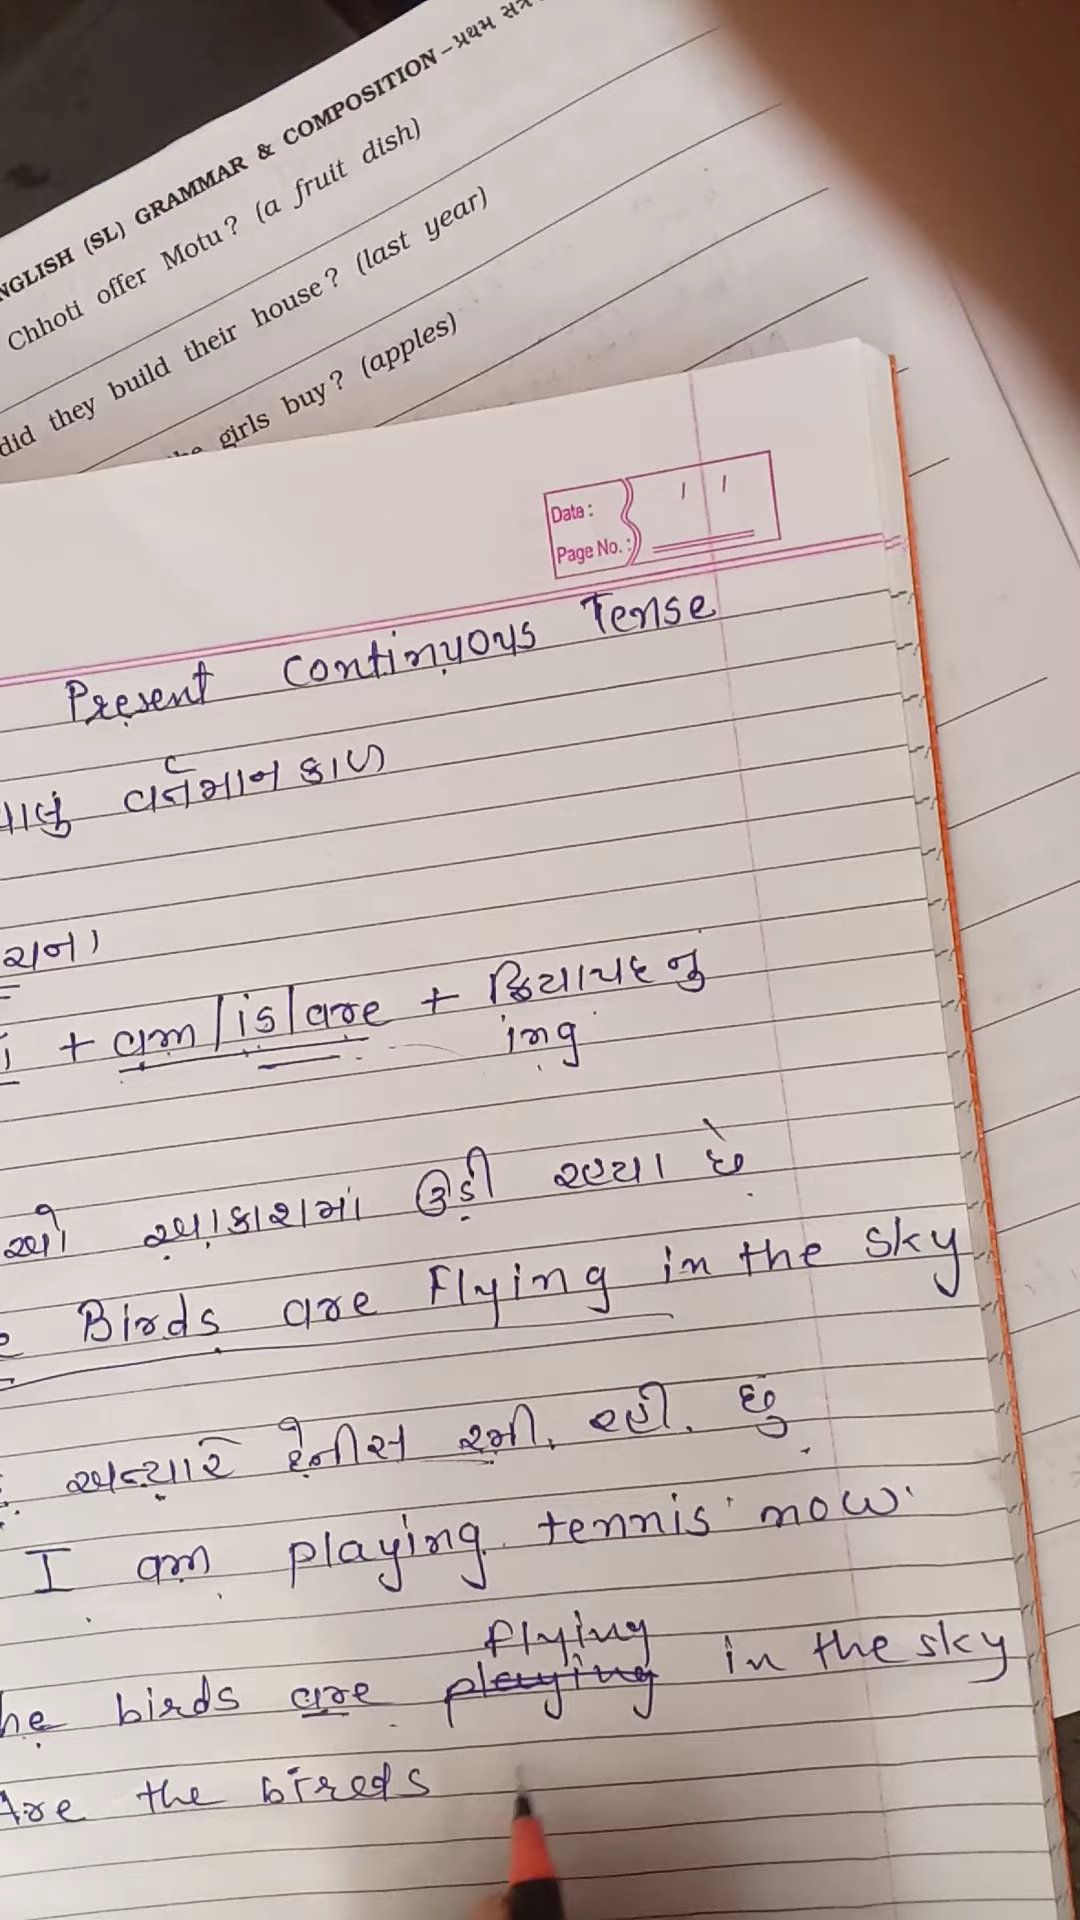 ENGLISH (SL) GRAMMAR & COMPOSITION – પ્રથમ સત્ર
Chhoti offer Motu? (a fruit dish)
did they build their house? (last year)
girls buy? (apples)
Date:
Page No.:
Present Continuous Tense
ચાલું વર્તમાનકાળ
રચના
+ am/is/are + ક્રિયાપદનું
ing
આકાશમાં ઉડી રહ્યા છે
Birds are Flying in the sky
અત્યારે ટેનીસ રમી રહી છું
I am playing tennis now.
flying
he birds are playing in the sky
Are the bireds